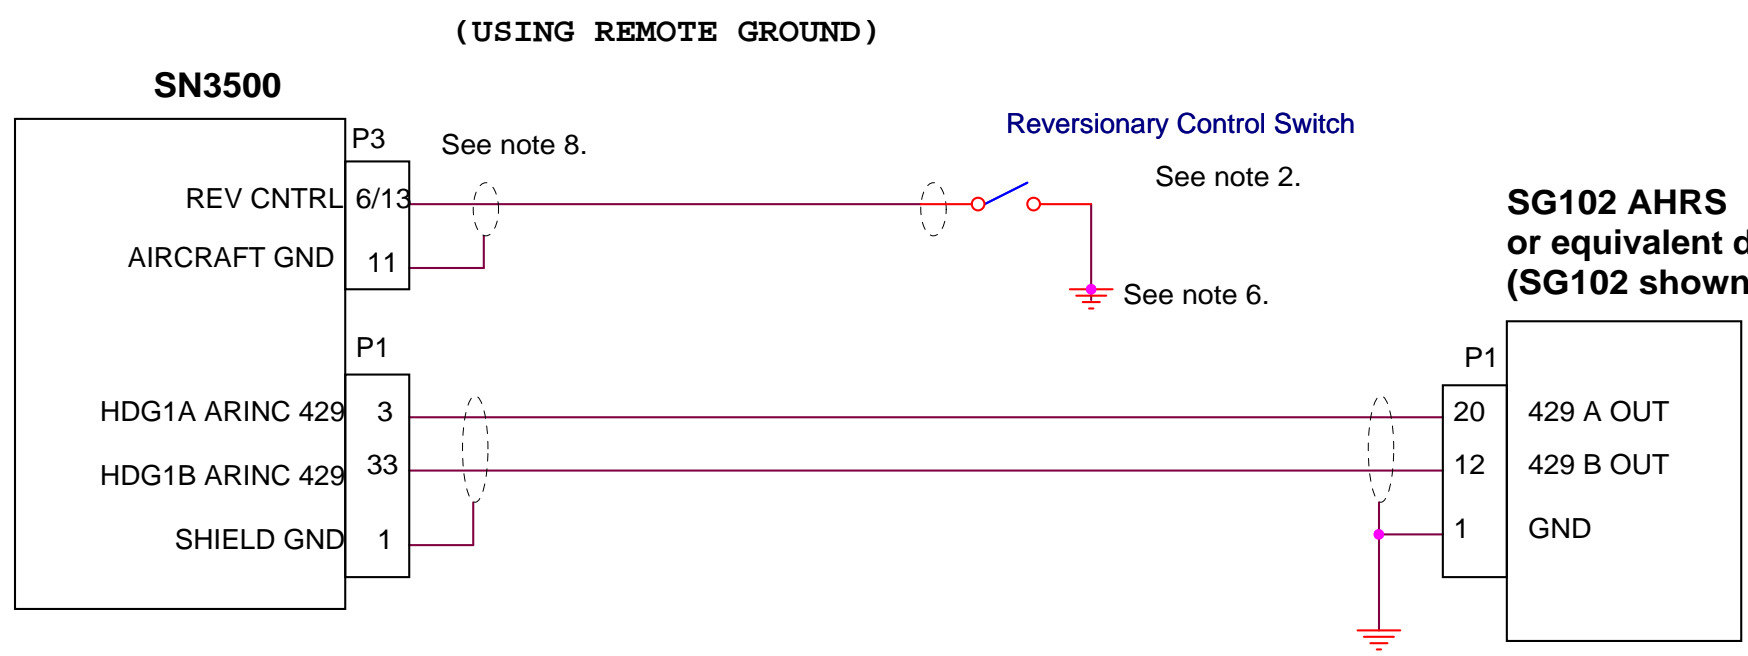 (USING REMOTE GROUND)
SN3500
P3
See note 8.
Reversionary Control Switch
See note 2.
REV CNTRL 6/13
AIRCRAFT GND 11
See note 6.
SG102 AHRS
or equivalent
(SG102 shown
P1
HDG1A ARINC 429 3
HDG1B ARINC 429 33
SHIELD GND 1
P1
20 429 A OUT
12 429 B OUT
1 GND